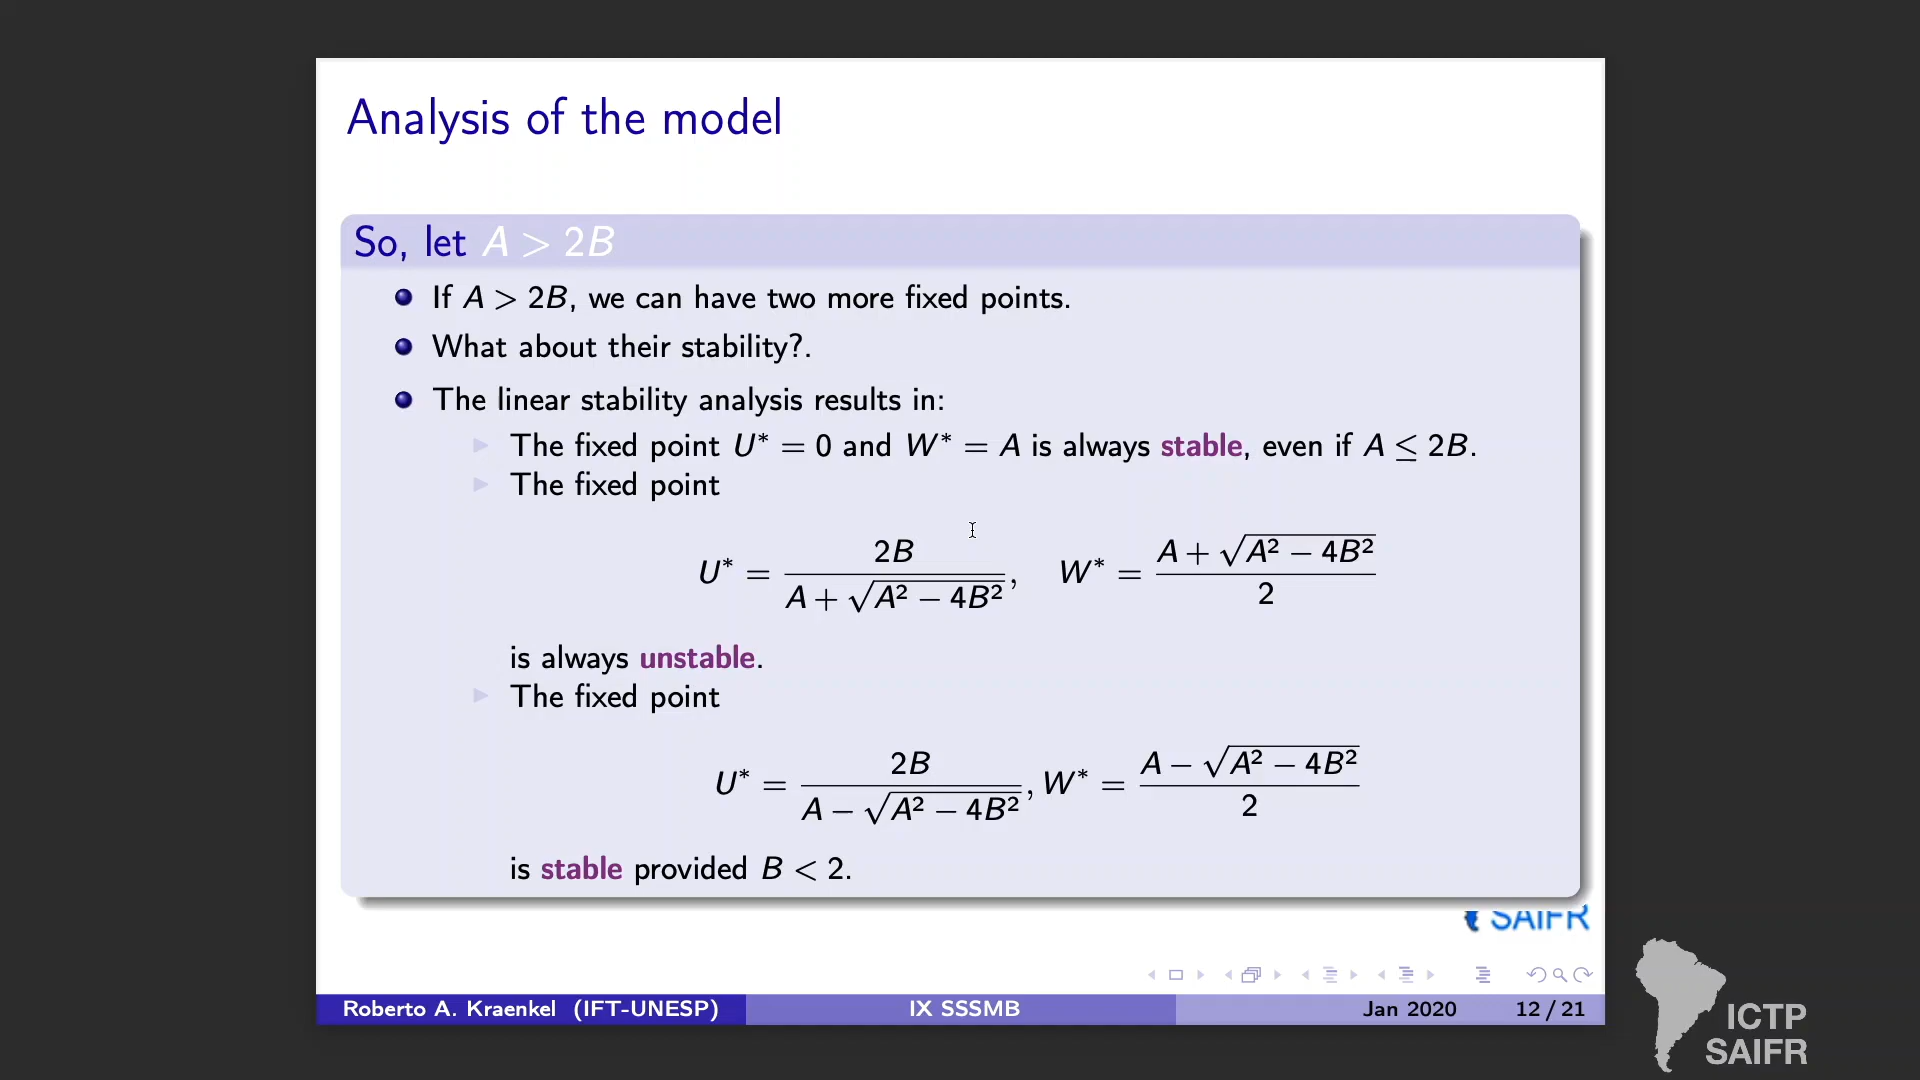 Analysis of the model
So, let A > 2B
If A > 2B, we can have two more fixed points.
What about their stability?.
The linear stability analysis results in:
The fixed point U* = 0 and W* = A is always stable, even if A ≤ 2B.
The fixed point
U* = 2B / (A + √(A² − 4B²)), W* = (A + √(A² − 4B²)) / 2
is always unstable.
The fixed point
U* = 2B / (A − √(A² − 4B²)), W* = (A − √(A² − 4B²)) / 2
is stable provided B < 2.
SAIFR
Roberto A. Kraenkel (IFT-UNESP) IX SSSMB Jan 2020 12 / 21
ICTP
SAIFR